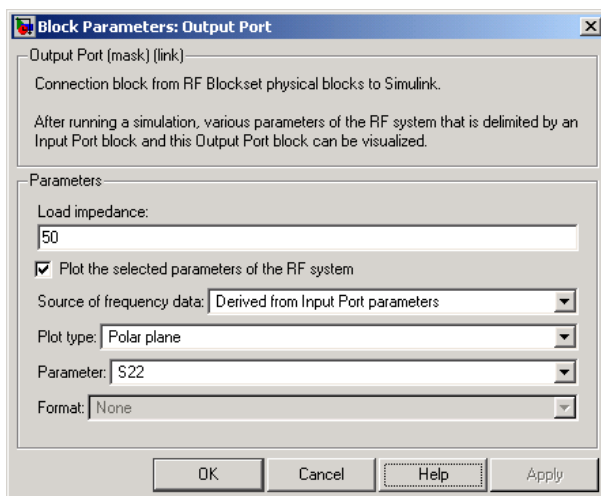 Block Parameters: Output Port
Output Port (mask) (link)
Connection block from RF Blockset physical blocks to Simulink.
After running a simulation, various parameters of the RF system that is delimited by an
Input Port block and this Output Port block can be visualized.
Parameters
Load impedance:
50
Plot the selected parameters of the RF system
Source of frequency data: Derived from Input Port parameters
Plot type: Polar plane
Parameter: S22
Format: None
OK Cancel Help Apply